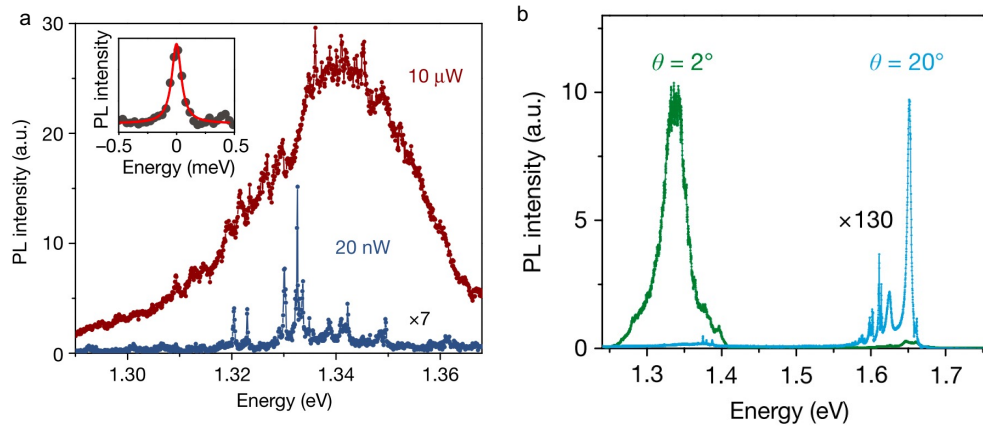 a
30
20
10
0
PL intensity (a.u.)
1.30
1.32
1.34
1.36
Energy (eV)
10 μW
20 nW
×7
PL intensity
−0.5
0
0.5
Energy (meV)
b
10
5
0
PL intensity (a.u.)
1.3
1.4
1.5
1.6
1.7
Energy (eV)
θ = 2°
θ = 20°
×130